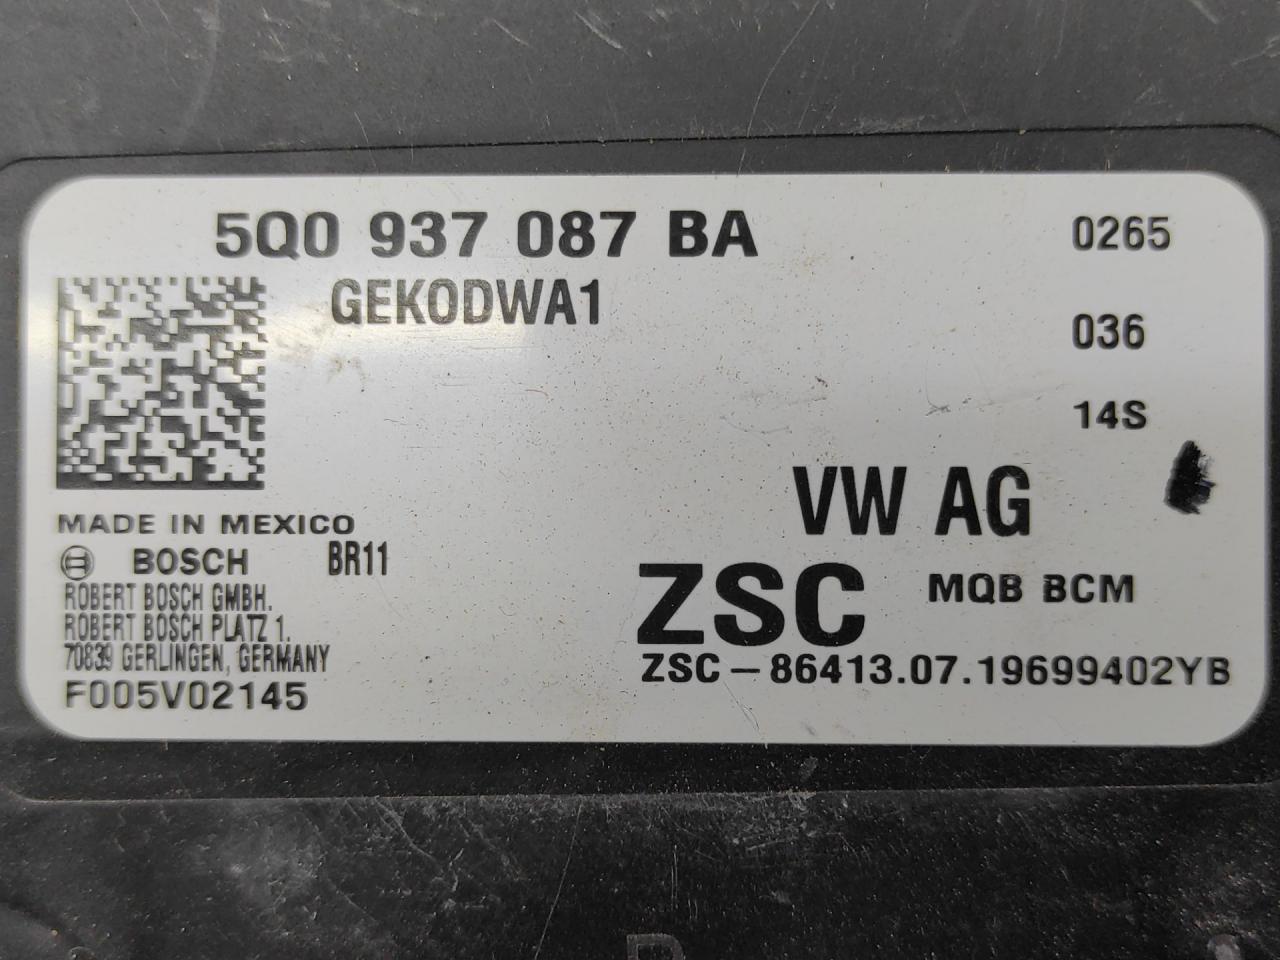 5Q0 937 087 BA
0265
GEK0DWA1
036
14S
VW AG
MADE IN MEXICO
BOSCH BR11
ZSC MQB BCM
ROBERT BOSCH GMBH.
ROBERT BOSCH PLATZ 1.
70839 GERLINGEN, GERMANY
ZSC-86413.07.19699402YB
F005V02145